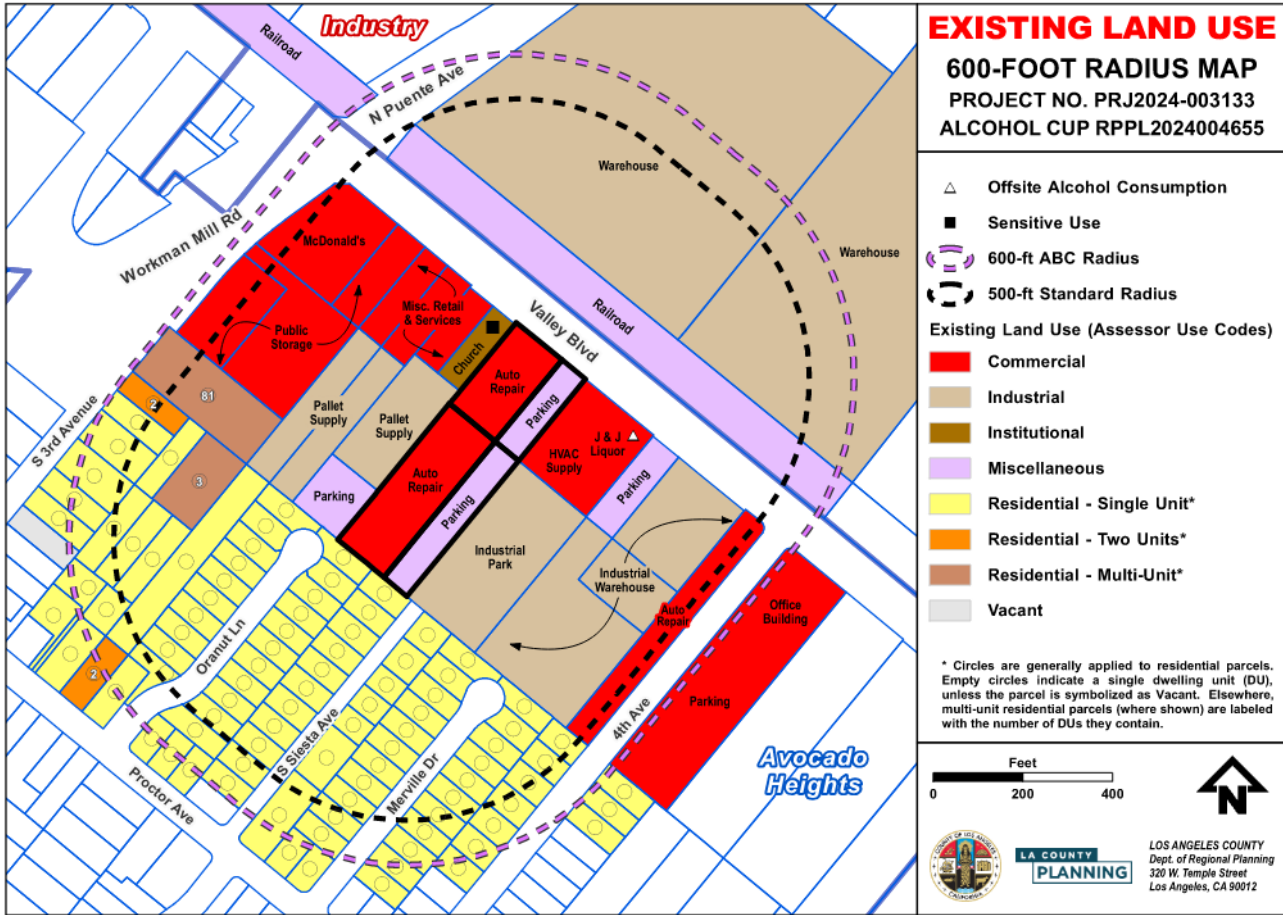 Industry
Railroad
N Puente Ave
Warehouse
Warehouse
Workman Mill Rd
McDonald's
Misc. Retail
& Services
Public
Storage
Valley Blvd
Railroad
Church
Auto
Repair
Parking
S 3rd Avenue
2
81
Pallet
Supply
Pallet
Supply
J & J
Liquor
HVAC
Supply
Parking
3
Parking
Auto
Repair
Parking
Industrial
Park
Industrial
Warehouse
Auto
Repair
Office
Building
Parking
Oranut Ln
2
S Siesta Ave
Merville Dr
4th Ave
Proctor Ave
Avocado
Heights
EXISTING LAND USE
600-FOOT RADIUS MAP
PROJECT NO. PRJ2024-003133
ALCOHOL CUP RPPL2024004655
Offsite Alcohol Consumption
Sensitive Use
600-ft ABC Radius
500-ft Standard Radius
Existing Land Use (Assessor Use Codes)
Commercial
Industrial
Institutional
Miscellaneous
Residential - Single Unit*
Residential - Two Units*
Residential - Multi-Unit*
Vacant
* Circles are generally applied to residential parcels.
Empty circles indicate a single dwelling unit (DU),
unless the parcel is symbolized as Vacant. Elsewhere,
multi-unit residential parcels (where shown) are labeled
with the number of DUs they contain.
Feet
0 200 400
N
COUNTY OF LOS ANGELES
CALIFORNIA
LA COUNTY
PLANNING
LOS ANGELES COUNTY
Dept. of Regional Planning
320 W. Temple Street
Los Angeles, CA 90012